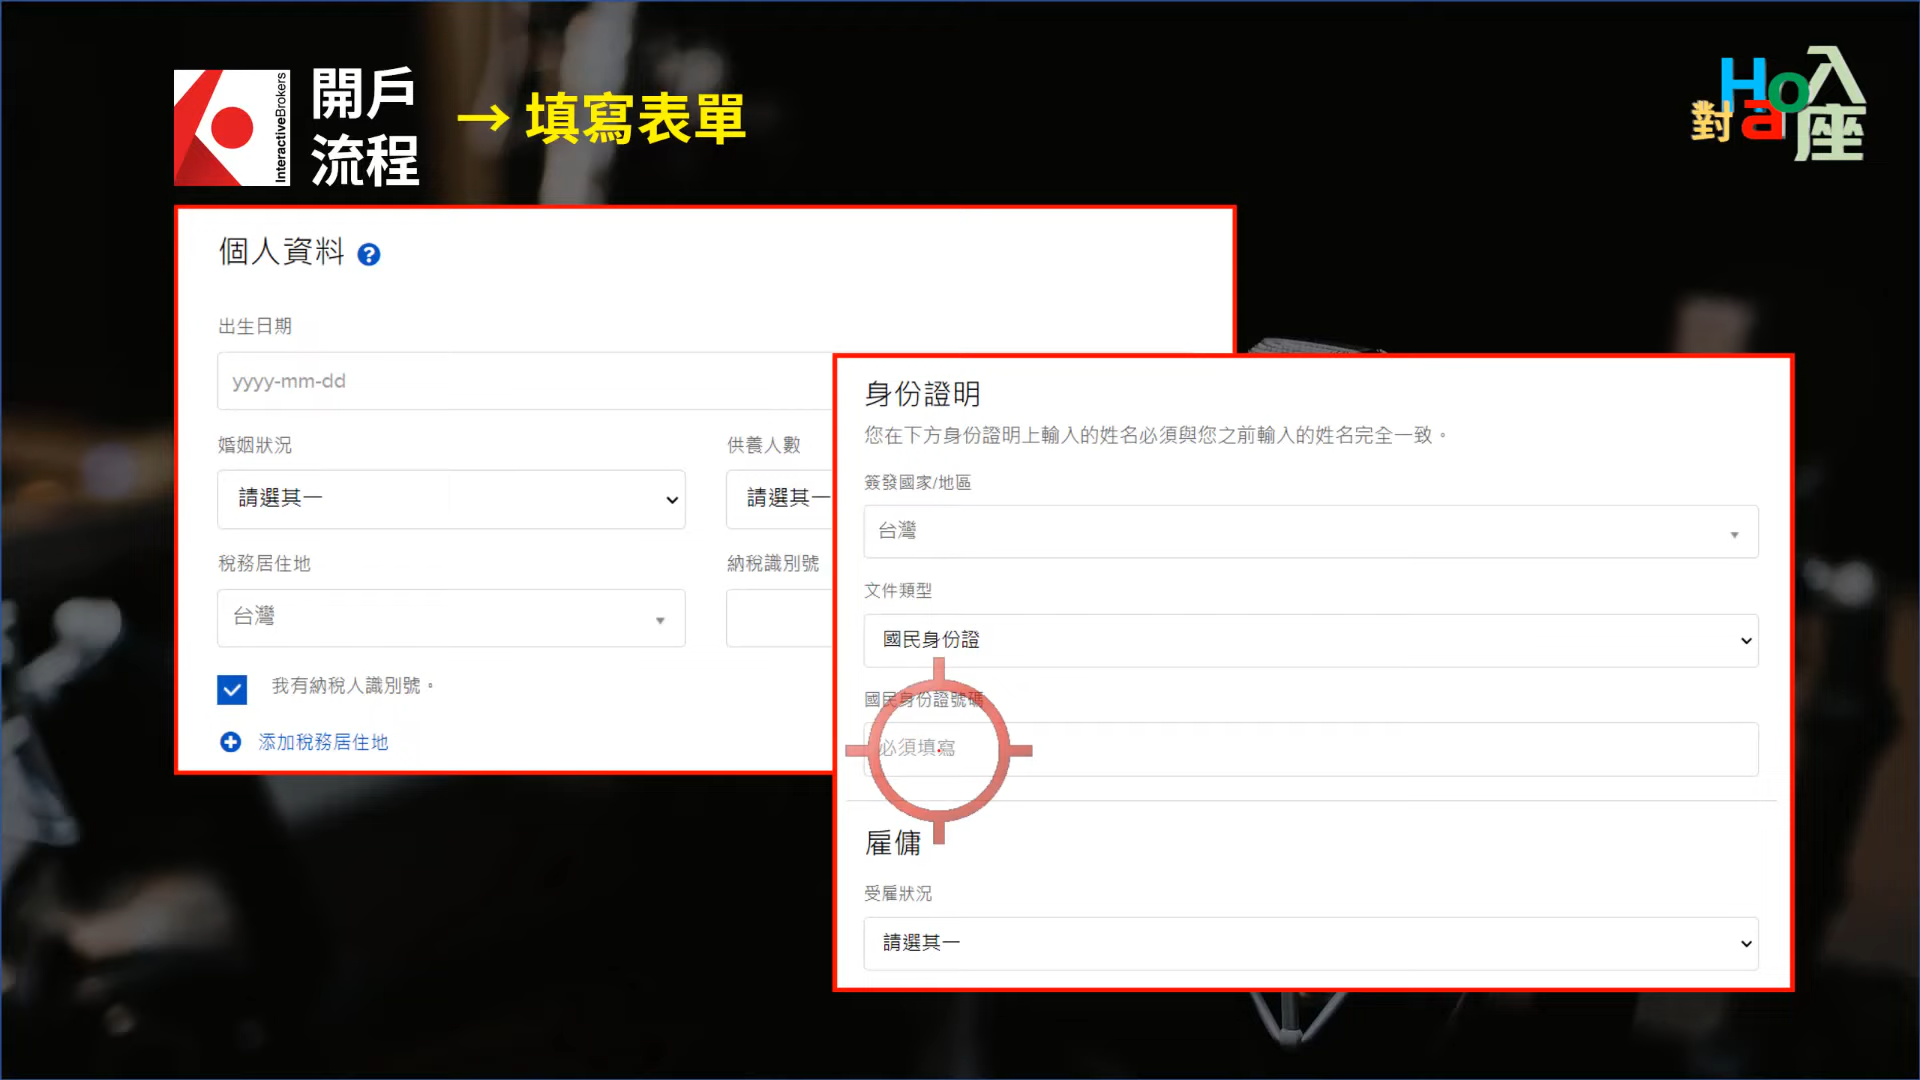 InteractiveBrokers
開戶
流程
→ 填寫表單
對Ha入座
個人資料 ?
出生日期
yyyy-mm-dd
婚姻狀況
供養人數
請選其一
請選其一
稅務居住地
納稅識別號
台灣
我有納稅人識別號。
添加稅務居住地
身份證明
您在下方身份證明上輸入的姓名必須與您之前輸入的姓名完全一致。
簽發國家/地區
台灣
文件類型
國民身份證
國民身份證號碼
必須填寫
雇傭
受雇狀況
請選其一